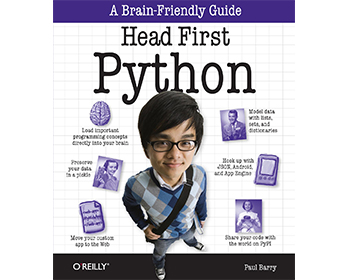 A Brain-Friendly Guide
Head First
Python
Load important
programming concepts
directly into your brain
Model data
with lists,
sets, and
dictionaries
Preserve
your data
in a pickle
Hook up with
JSON, Android,
and App Engine
Move your custom
app to the Web
Share your code with
the world on PyPI
O'REILLY®
Paul Barry